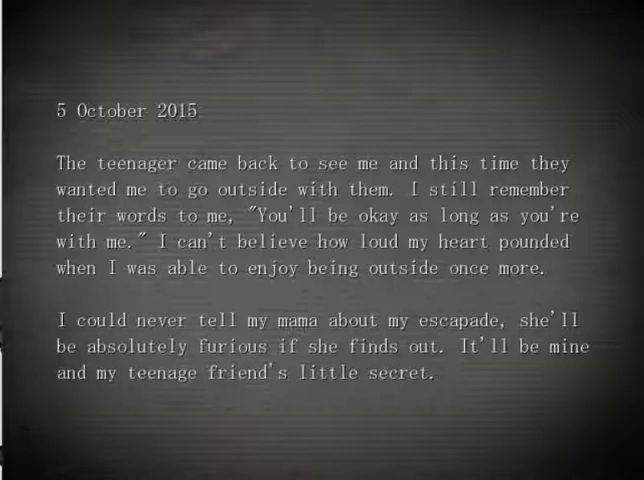 5 October 2015
The teenager came back to see me and this time they
wanted me to go outside with them. I still remember
their words to me, "You'll be okay as long as you're
with me." I can't believe how loud my heart pounded
when I was able to enjoy being outside once more.
I could never tell my mama about my escapade, she'll
be absolutely furious if she finds out. It'll be mine
and my teenage friend's little secret.